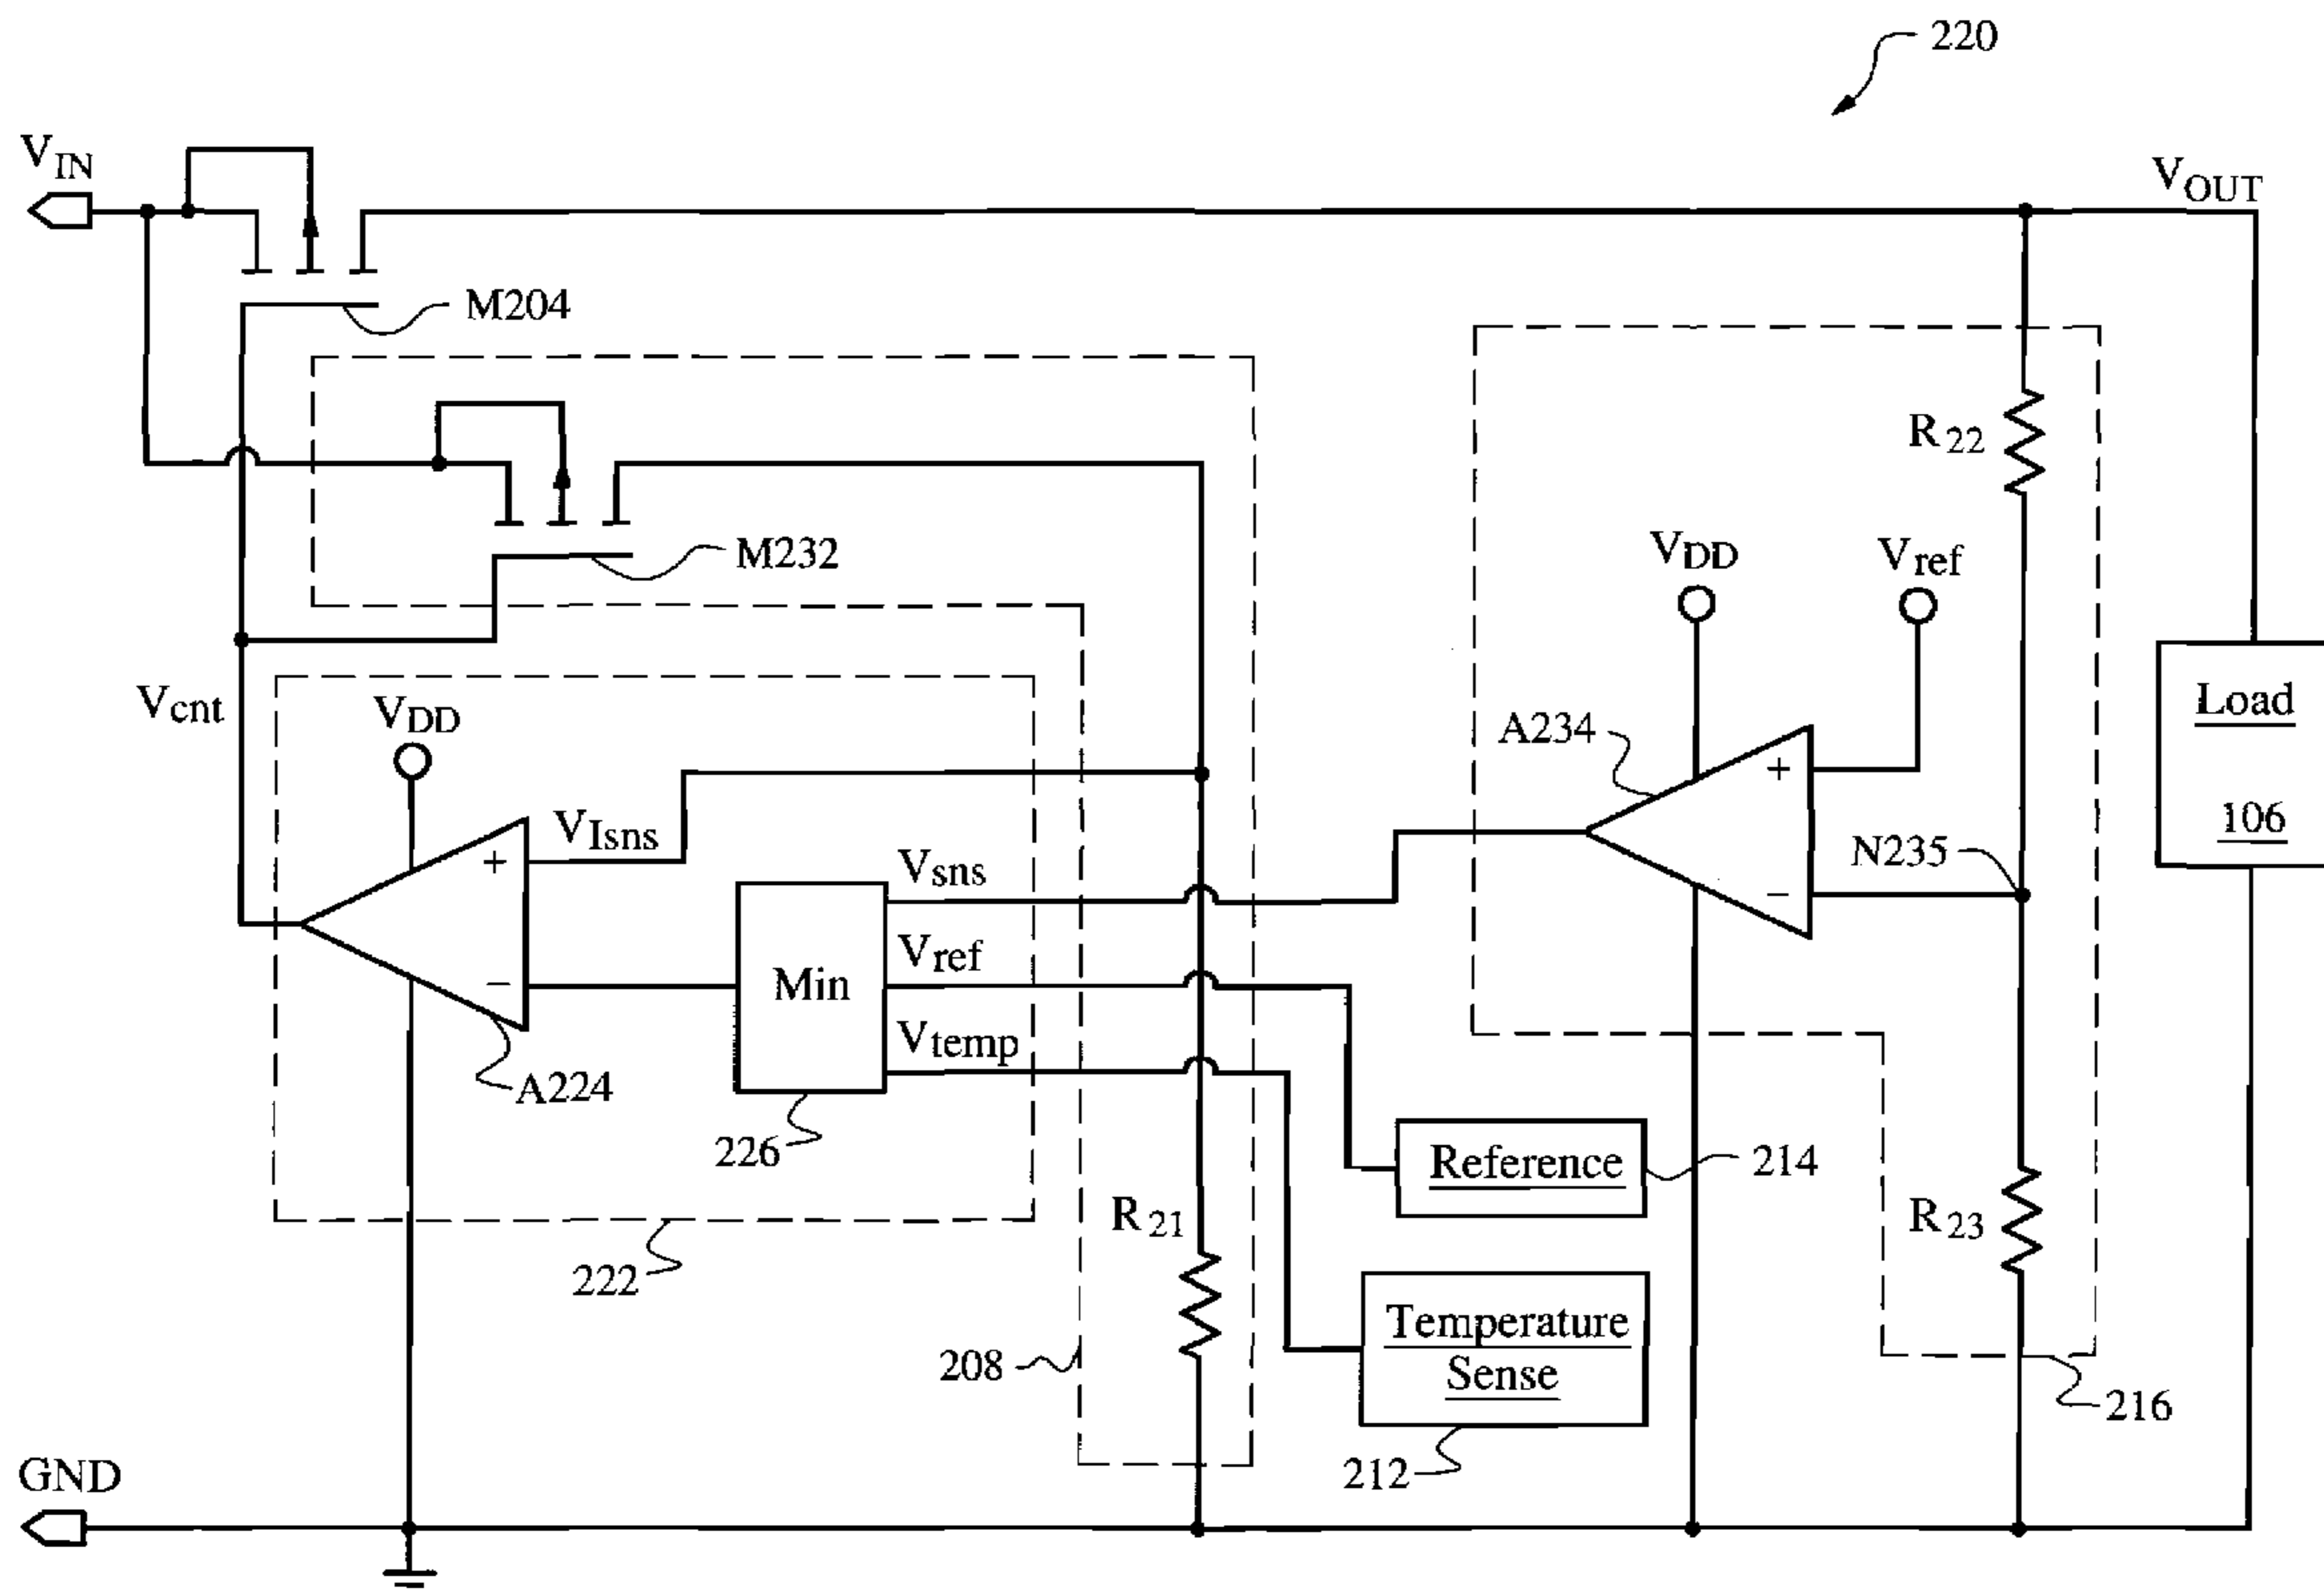 220
VIN
VOUT
M204
R22
M232
VDD
Vref
Vcnt
VDD
A234
Load
+
VIsns
106
+
Vsns
N235
−
Vref
Min
−
Vtemp
A224
226
Reference
214
R21
R23
222
Temperature
Sense
208
216
212
GND